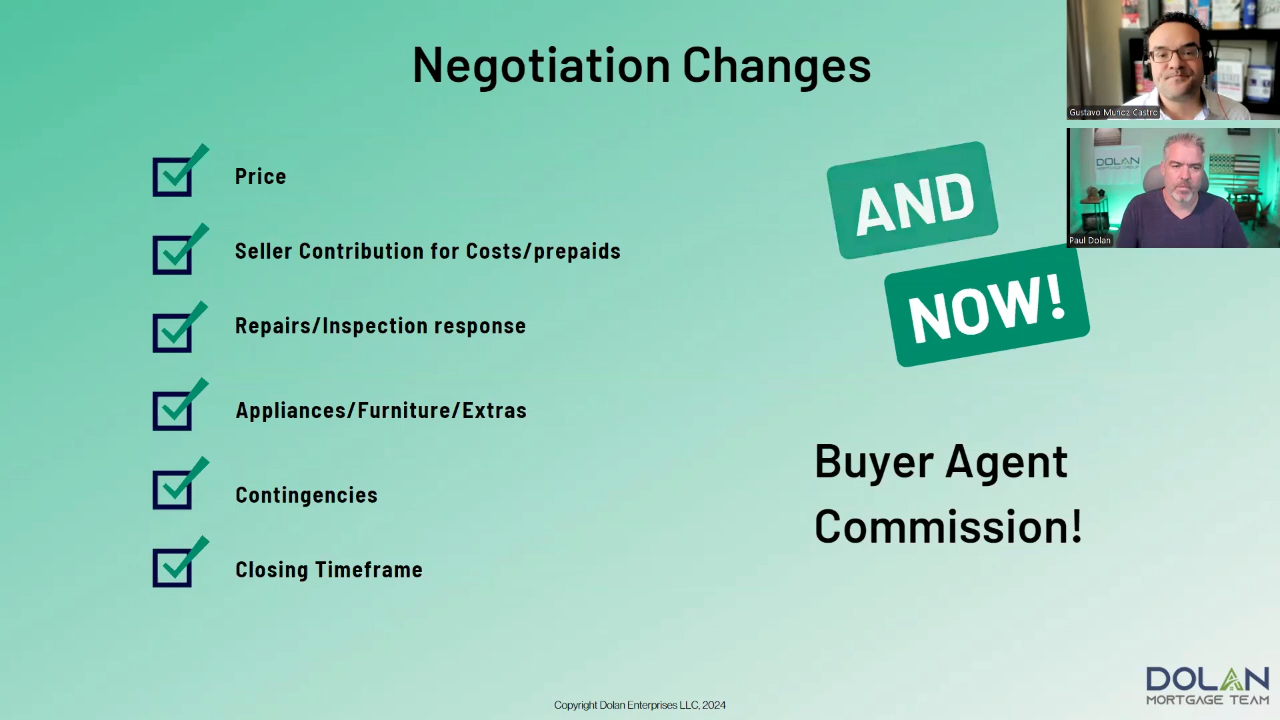 Negotiation Changes
Price
Seller Contribution for Costs/prepaids
Repairs/Inspection response
Appliances/Furniture/Extras
Contingencies
Closing Timeframe
AND
NOW!
Buyer Agent
Commission!
Gustavo Muñoz Castro
DOLAN
Paul Dolan
Copyright Dolan Enterprises LLC, 2024
DOLAN
MORTGAGE TEAM